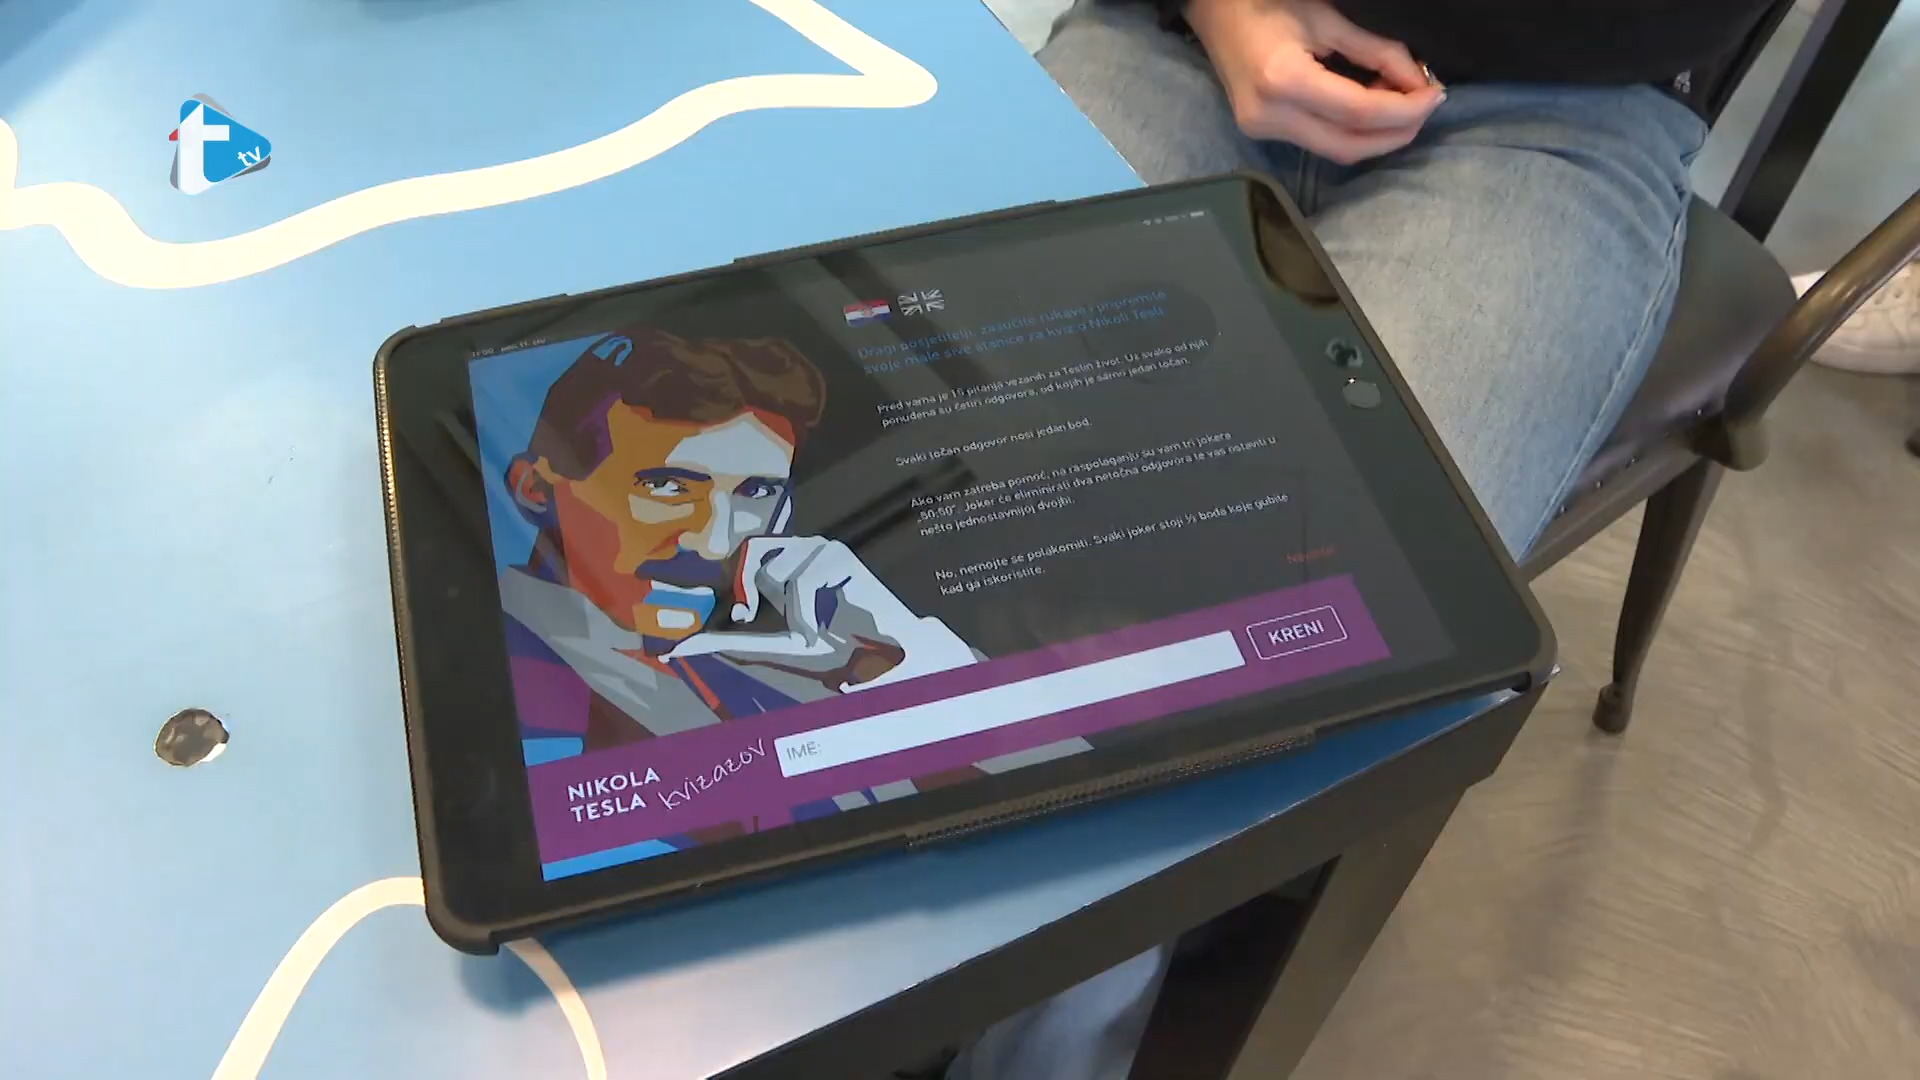 t
tv
Dragi posjetitelji, zasučite rukave i pripremite
svoje male sive stanice za kviz o Nikoli Tesli
Pred vama je 15 pitanja vezanih za Teslin život. Uz svako od njih
ponuđena su četiri odgovora, od kojih je samo jedan točan.
Svaki točan odgovor nosi jedan bod.
Ako vam zatreba pomoć, na raspolaganju su vam tri jokera
„50:50“. Joker će eliminirati dva netočna odgovora te vas ostaviti u
nešto jednostavnijoj dvojbi.
No, nemojte se polakomiti. Svaki joker stoji ½ boda koje gubite
kad ga iskoristite.
IME:
KRENI
NIKOLA
TESLA kvizazov